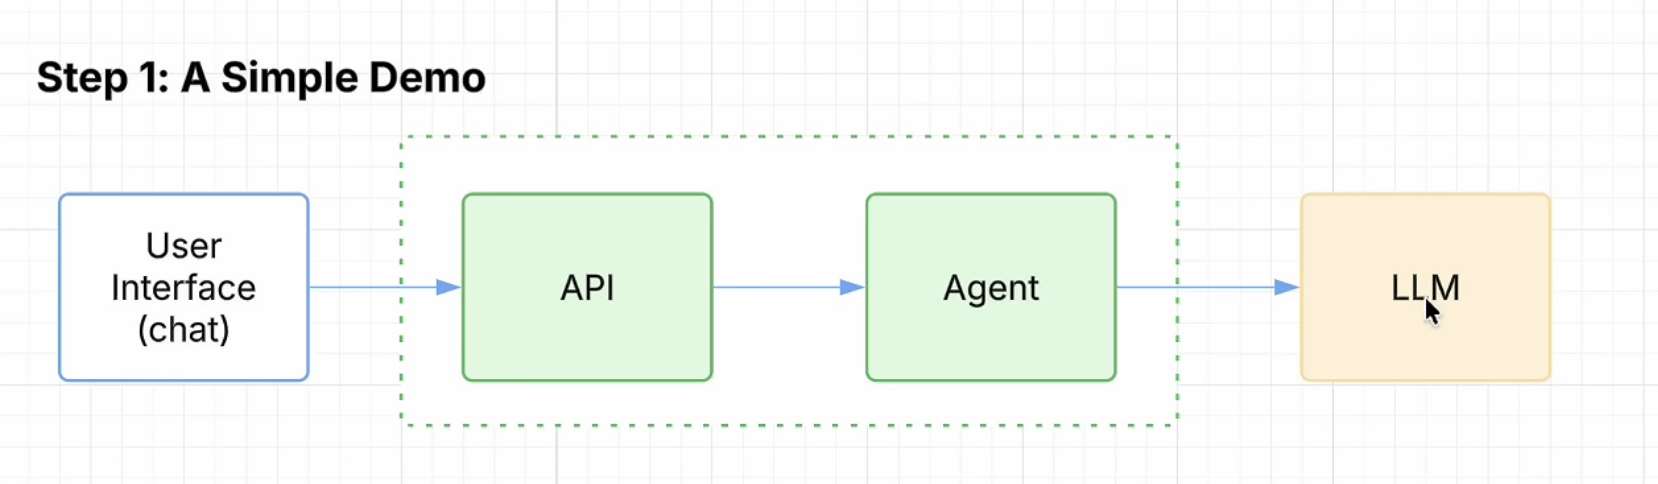 Step 1: A Simple Demo
User
Interface
(chat)
API
Agent
LLM